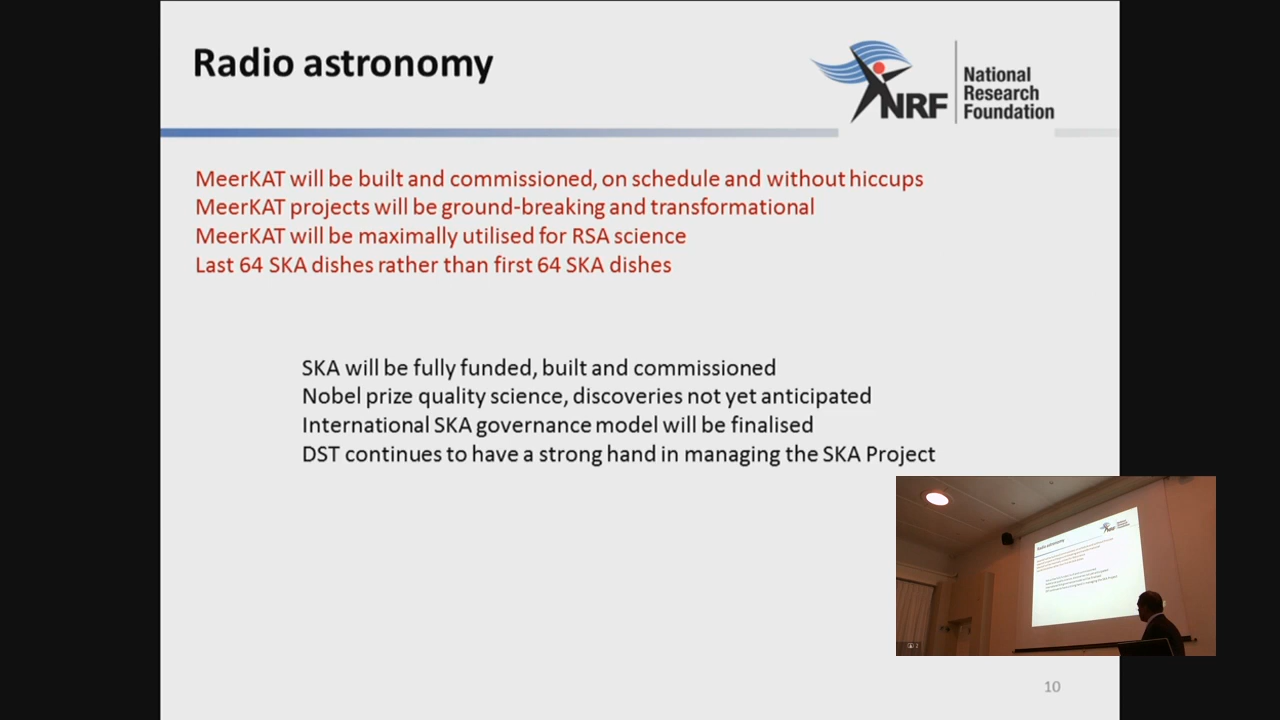 Radio astronomy
NRF
National
Research
Foundation
MeerKAT will be built and commissioned, on schedule and without hiccups
MeerKAT projects will be ground-breaking and transformational
MeerKAT will be maximally utilised for RSA science
Last 64 SKA dishes rather than first 64 SKA dishes
SKA will be fully funded, built and commissioned
Nobel prize quality science, discoveries not yet anticipated
International SKA governance model will be finalised
DST continues to have a strong hand in managing the SKA Project
Radio astronomy
10